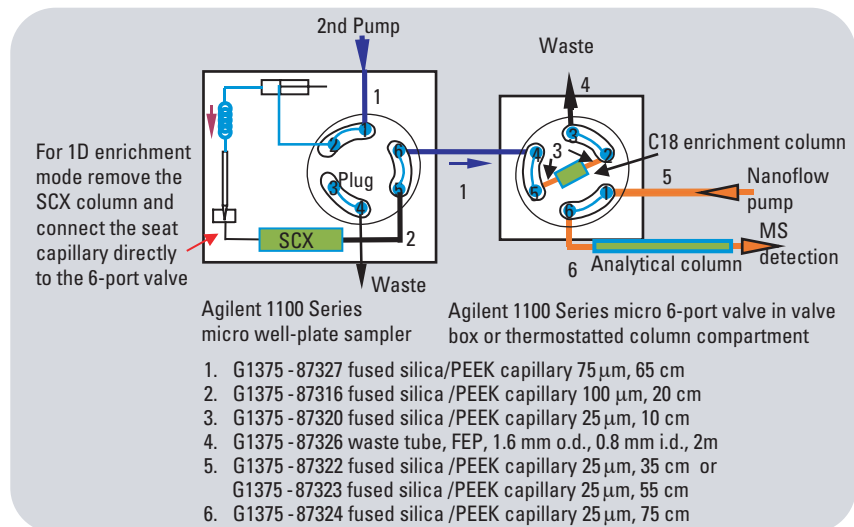 2nd Pump
Waste
1
4
For 1D enrichment
mode remove the
SCX column and
connect the seat
capillary directly
to the 6-port valve
1
2
6
3
Plug
5
4
SCX
2
Waste
1
3
3
2
4
5
1
6
C18 enrichment column
5
Nanoflow
pump
MS
detection
6
Analytical column
Agilent 1100 Series
micro well-plate sampler
Agilent 1100 Series micro 6-port valve in valve
box or thermostatted column compartment
1. G1375-87327 fused silica/PEEK capillary 75 µm, 65 cm
2. G1375-87316 fused silica /PEEK capillary 100 µm, 20 cm
3. G1375-87320 fused silica /PEEK capillary 25 µm, 10 cm
4. G1375-87326 waste tube, FEP, 1.6 mm o.d., 0.8 mm i.d., 2m
5. G1375-87322 fused silica /PEEK capillary 25 µm, 35 cm or
G1375-87323 fused silica /PEEK capillary 25 µm, 55 cm
6. G1375-87324 fused silica /PEEK capillary 25 µm, 75 cm